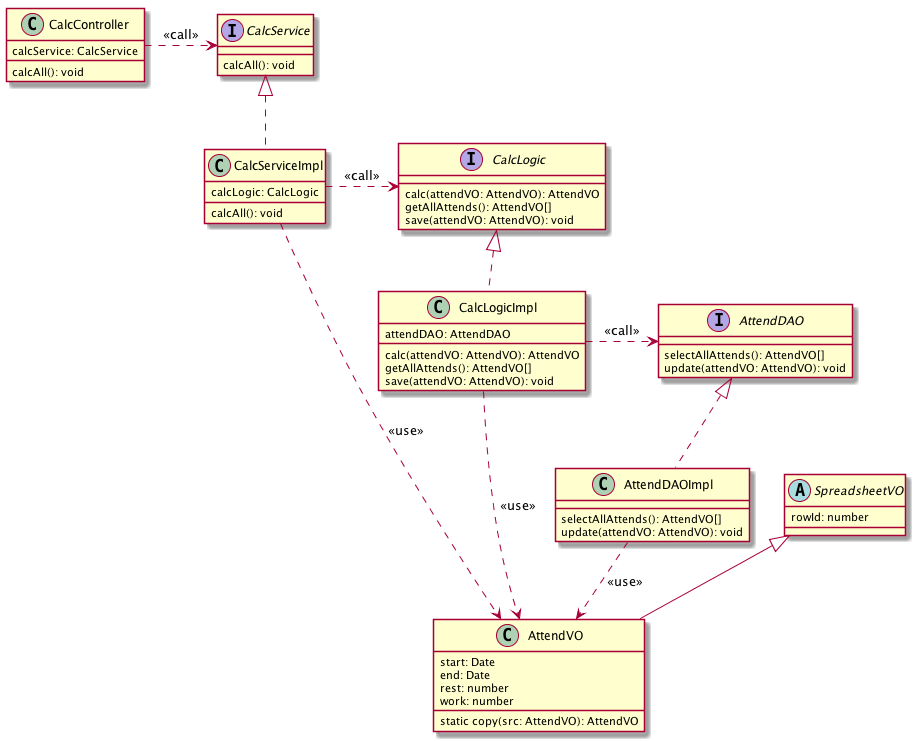 C CalcController
calcService: CalcService
calcAll(): void
«call»
I CalcService
calcAll(): void
C CalcServiceImpl
calcLogic: CalcLogic
calcAll(): void
«call»
I CalcLogic
calc(attendVO: AttendVO): AttendVO
getAllAttends(): AttendVO[]
save(attendVO: AttendVO): void
C CalcLogicImpl
attendDAO: AttendDAO
calc(attendVO: AttendVO): AttendVO
getAllAttends(): AttendVO[]
save(attendVO: AttendVO): void
«call»
I AttendDAO
selectAllAttends(): AttendVO[]
update(attendVO: AttendVO): void
«use»
C AttendDAOImpl
selectAllAttends(): AttendVO[]
update(attendVO: AttendVO): void
A SpreadsheetVO
rowId: number
«use»
«use»
C AttendVO
start: Date
end: Date
rest: number
work: number
static copy(src: AttendVO): AttendVO